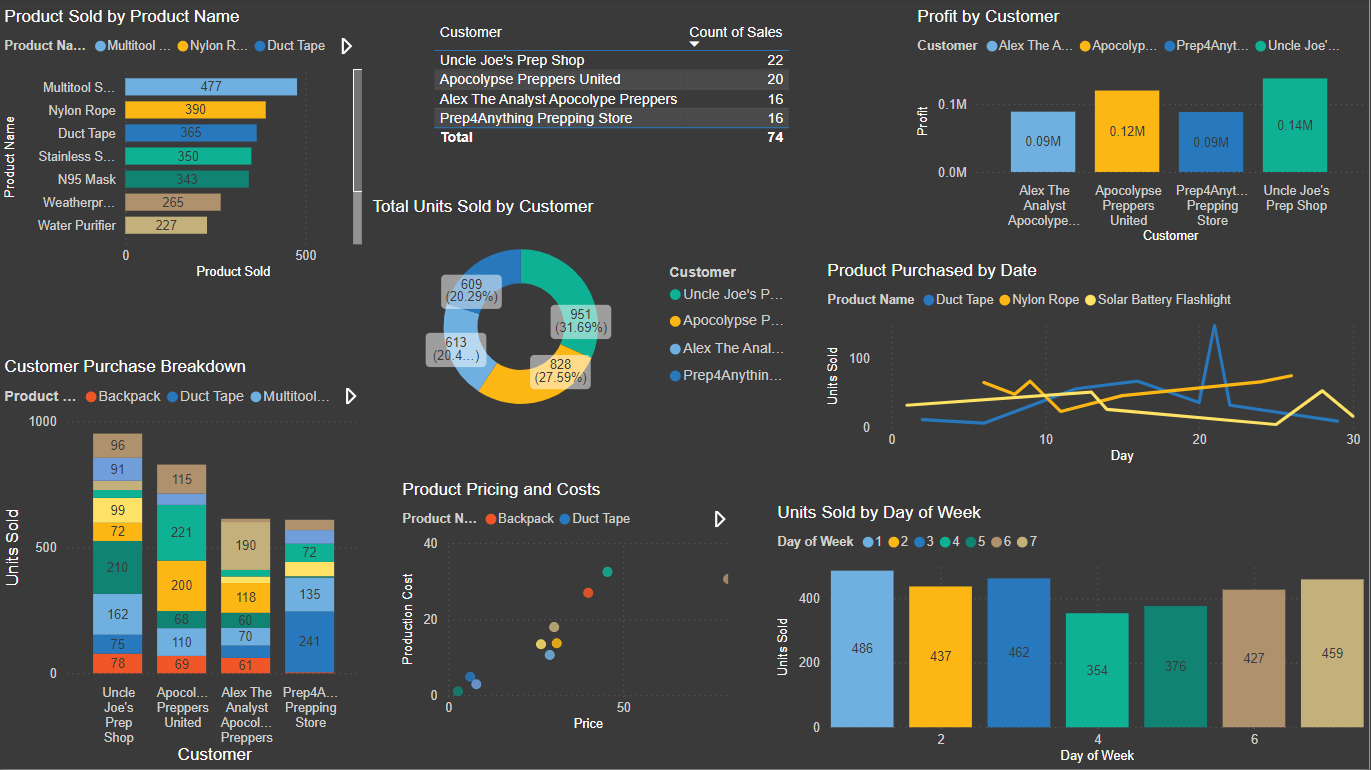 Product Sold by Product Name
Product Na... Multitool ... Nylon R... Duct Tape
Product Name
Multitool S... 477
Nylon Rope 390
Duct Tape 365
Stainless S... 350
N95 Mask 343
Weatherpr... 265
Water Purifier 227
0 500
Product Sold
Customer Count of Sales
Uncle Joe's Prep Shop 22
Apocolypse Preppers United 20
Alex The Analyst Apocolype Preppers 16
Prep4Anything Prepping Store 16
Total 74
Profit by Customer
Customer Alex The A... Apocolyp... Prep4Anyt... Uncle Joe'...
Profit
0.1M
0.0M
0.09M 0.12M 0.09M 0.14M
Alex The Apocolypse Prep4Anyt... Uncle Joe's
Analyst Preppers Prepping Prep Shop
Apocolype... United Store
Customer
Total Units Sold by Customer
609
(20.29%)
951
(31.69%)
613
(20.4...)
828
(27.59%)
Customer
Uncle Joe's P...
Apocolypse P...
Alex The Anal...
Prep4Anythin...
Product Purchased by Date
Product Name Duct Tape Nylon Rope Solar Battery Flashlight
Units Sold
100
0
0 10 20 30
Day
Customer Purchase Breakdown
Product ... Backpack Duct Tape Multitool...
Units Sold
1000
500
0
96
91
99
72
210
162
75
78
115
221
200
68
110
69
190
118
60
70
61
72
135
241
Uncle Apocol... Alex The Prep4A...
Joe's Preppers Analyst Prepping
Prep United Apocol... Store
Shop Preppers
Customer
Product Pricing and Costs
Product N... Backpack Duct Tape
Production Cost
40
20
0
0 50
Price
Units Sold by Day of Week
Day of Week 1 2 3 4 5 6 7
Units Sold
400
200
0
486 437 462 354 376 427 459
2 4 6
Day of Week